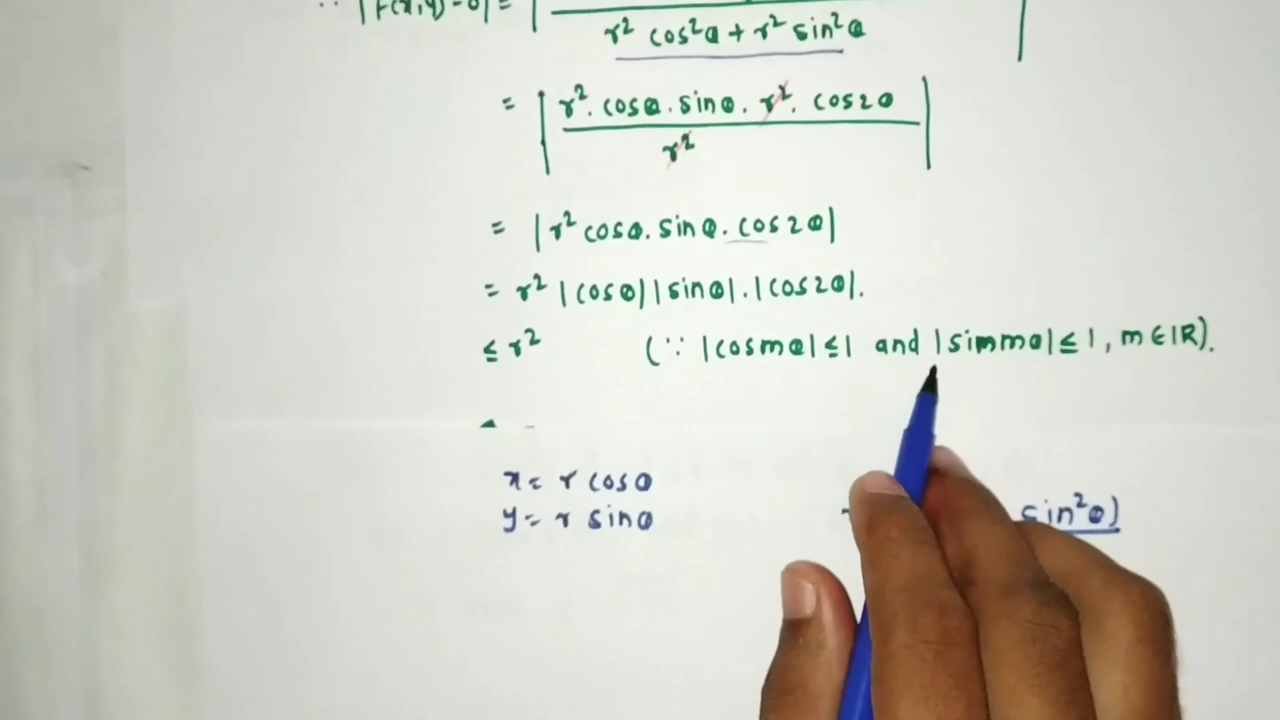 ∵ |f(x,y)-0| =
r² cos²θ + r² sin²θ
= | r². cosθ . sinθ . r². cos2θ / r² |
= |r² cosθ. sinθ. cos2θ|
= r² |cosθ| |sinθ|. |cos2θ|.
≤ r² (∵ |cosmθ| ≤ 1 and |sinmθ| ≤ 1, m ∈ IR).
x = r cosθ
y = r sinθ sin²θ)